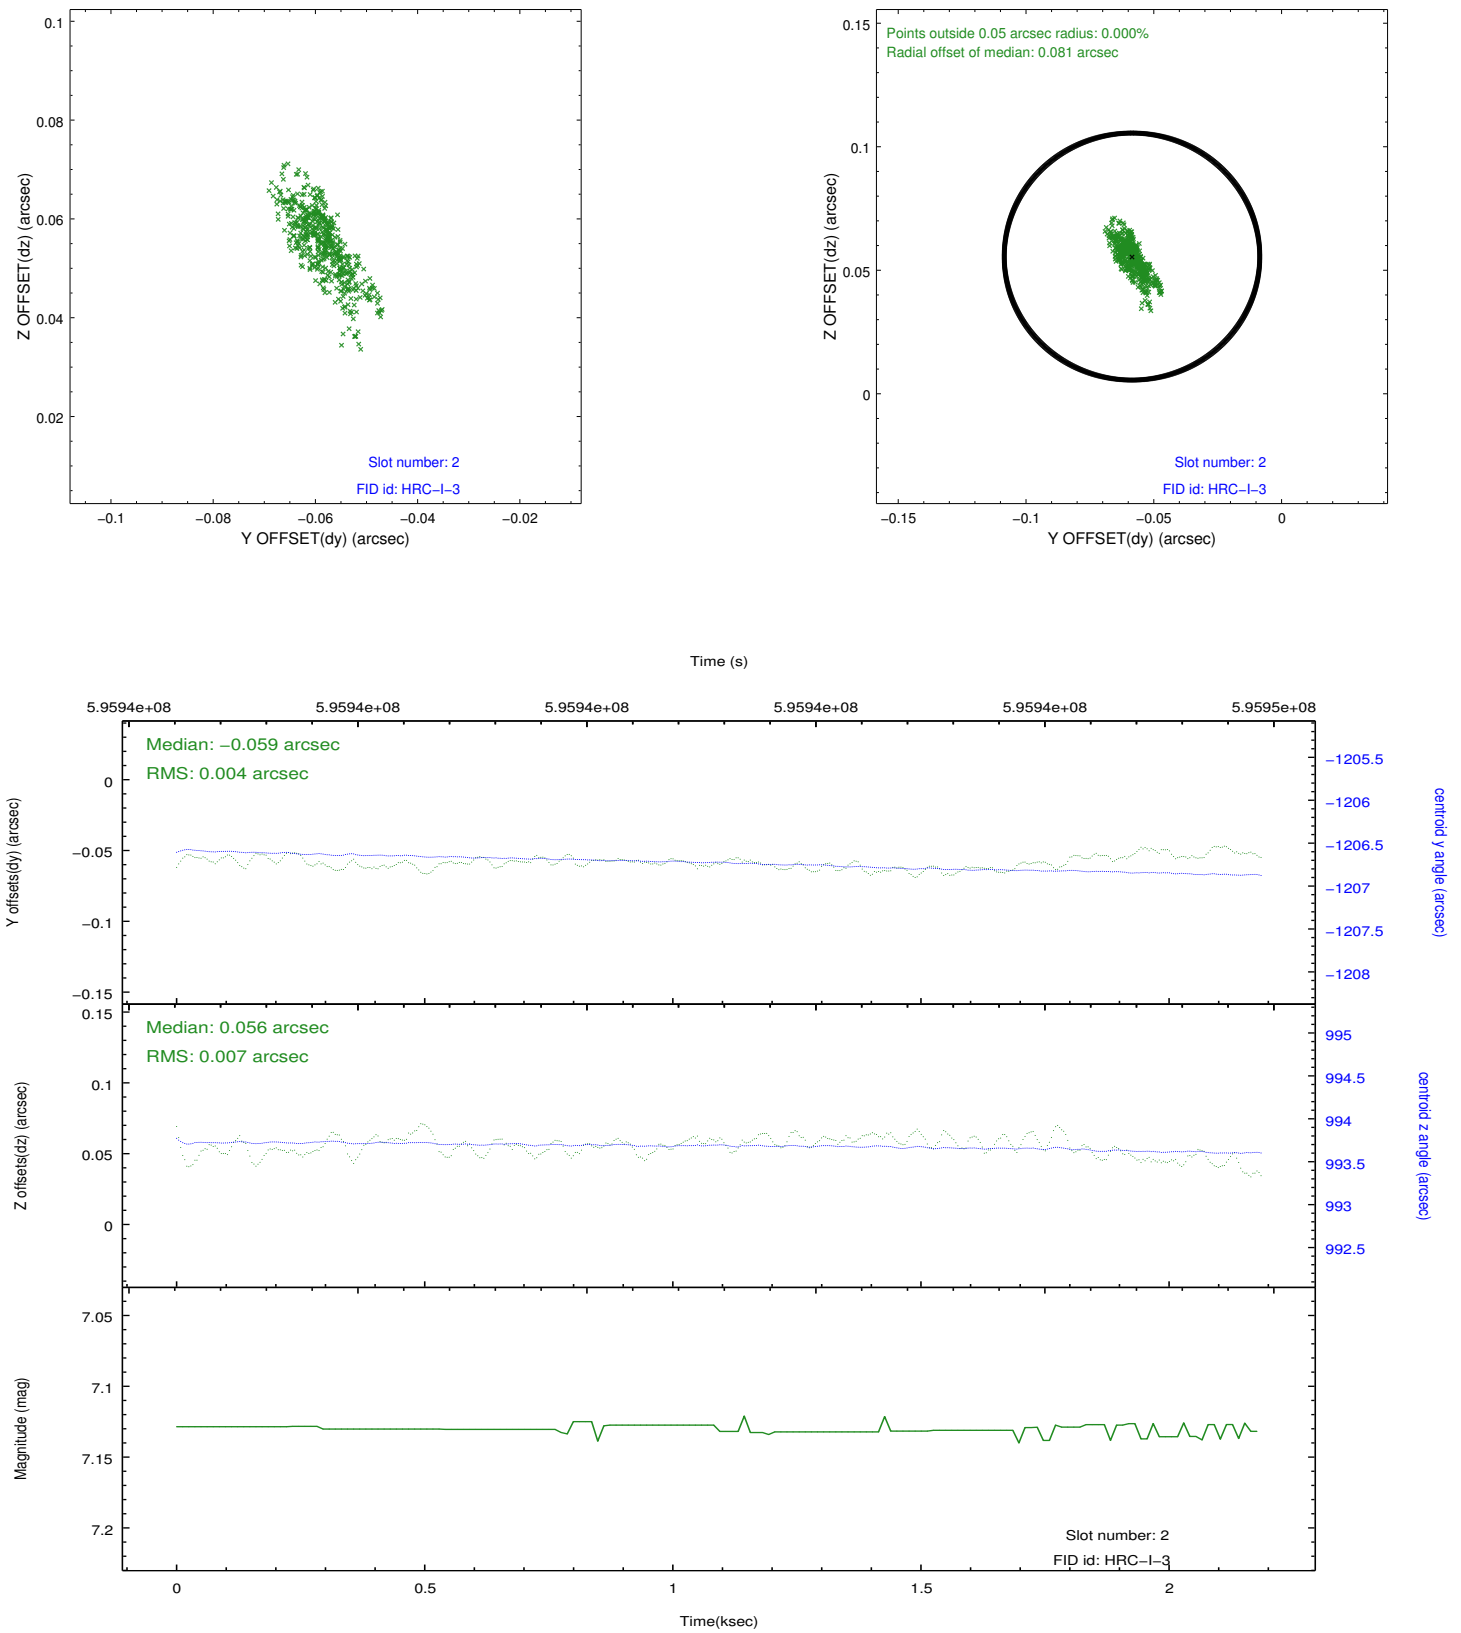 0.1
0.08
0.06
0.04
0.02
Z OFFSET(dz) (arcsec)
Slot number: 2
FID id: HRC−I−3
−0.1
−0.08
−0.06
−0.04
−0.02
Y OFFSET(dy) (arcsec)
0.15
0.1
0.05
0
Z OFFSET(dz) (arcsec)
Points outside 0.05 arcsec radius: 0.000%
Radial offset of median: 0.081 arcsec
Slot number: 2
FID id: HRC−I−3
−0.15
−0.1
−0.05
0
Y OFFSET(dy) (arcsec)
Time (s)
5.9594e+08
5.9594e+08
5.9594e+08
5.9594e+08
5.9594e+08
5.9595e+08
Median: −0.059 arcsec
RMS: 0.004 arcsec
0
−0.05
−0.1
−0.15
Y offsets(dy) (arcsec)
−1205.5
−1206
−1206.5
−1207
−1207.5
−1208
centroid y angle (arcsec)
Median: 0.056 arcsec
RMS: 0.007 arcsec
0.15
0.1
0.05
0
Z offsets(dz) (arcsec)
995
994.5
994
993.5
993
992.5
centroid z angle (arcsec)
7.05
7.1
7.15
7.2
Magnitude (mag)
Slot number: 2
FID id: HRC−I−3
0
0.5
1
1.5
2
Time(ksec)